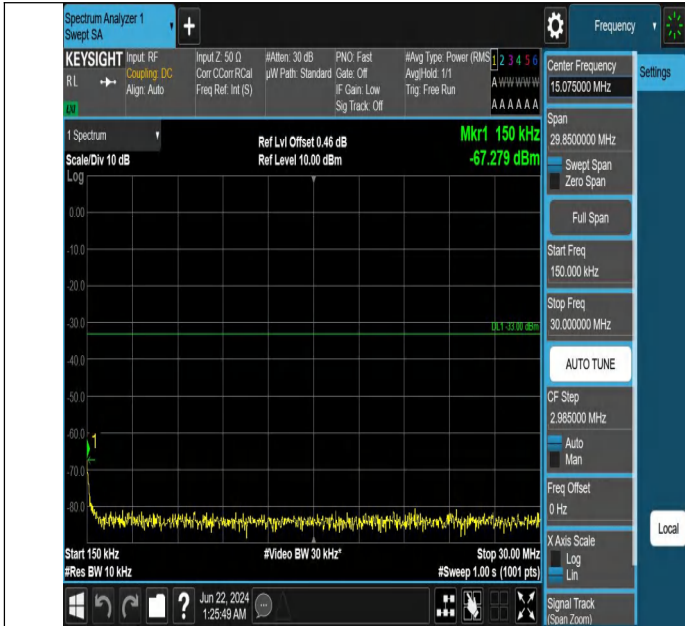 Spectrum Analyzer 1
Swept SA
+
Frequency
KEYSIGHT
RL
Input: RF
Coupling: DC
Align: Auto
Input Z: 50 Ω
Corr CCorr RCal
Freq Ref: Int (S)
#Atten: 30 dB
µW Path: Standard
PNO: Fast
Gate: Off
IF Gain: Low
Sig Track: Off
#Avg Type: Power (RMS
Avg|Hold: 1/1
Trig: Free Run
1 2 3 4 5 6
A W W W W W
A A A A A A
1 Spectrum
Scale/Div 10 dB
Ref Lvl Offset 0.46 dB
Ref Level 10.00 dBm
Mkr1 150 kHz
-67.279 dBm
Log
0.00
-10.0
-20.0
-30.0
DL1 -33.00 dBm
-40.0
-50.0
-60.0
1
-70.0
-80.0
Start 150 kHz
#Res BW 10 kHz
#Video BW 30 kHz*
Stop 30.00 MHz
#Sweep 1.00 s (1001 pts)
?
Jun 22, 2024
1:25:49 AM
Center Frequency
15.075000 MHz
Settings
Span
29.8500000 MHz
Swept Span
Zero Span
Full Span
Start Freq
150.000 kHz
Stop Freq
30.000000 MHz
AUTO TUNE
CF Step
2.985000 MHz
Auto
Man
Freq Offset
0 Hz
X Axis Scale
Log
Lin
Local
Signal Track
(Span Zoom)